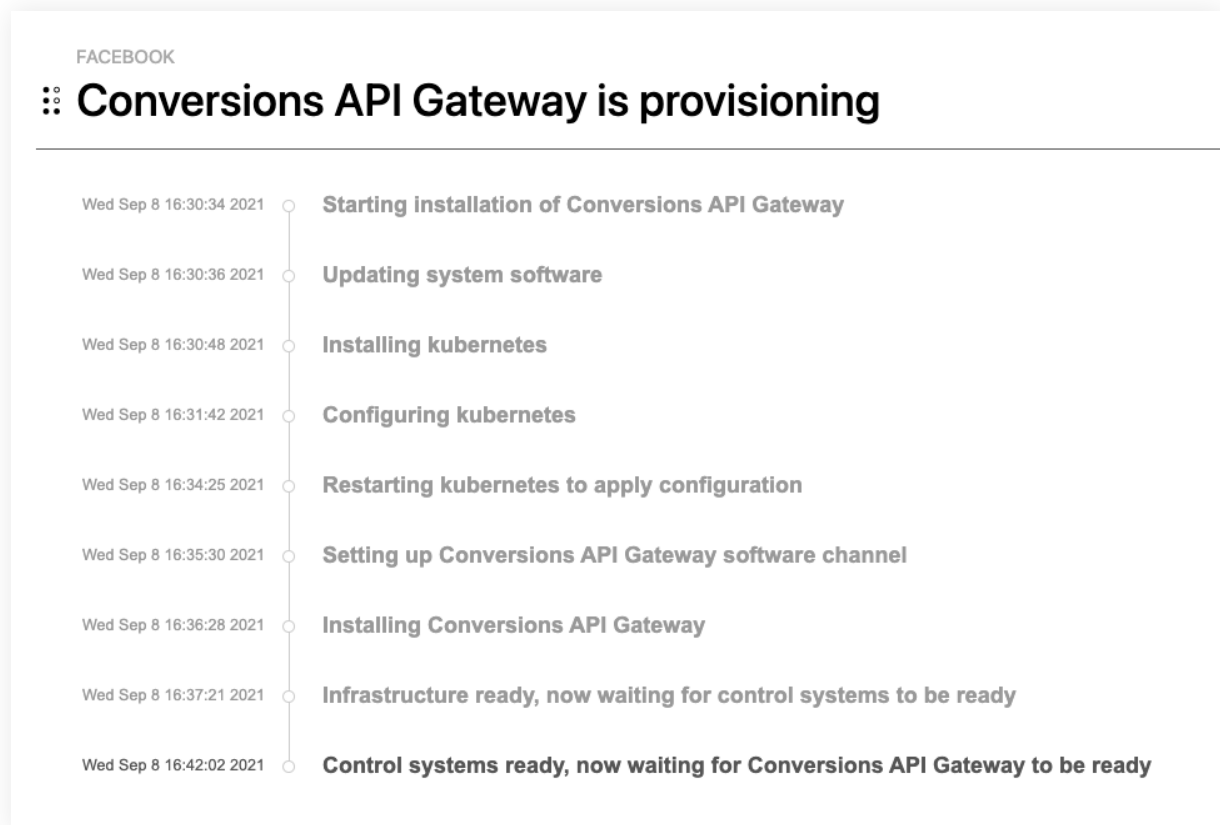 FACEBOOK
Conversions API Gateway is provisioning
Wed Sep 8 16:30:34 2021 Starting installation of Conversions API Gateway
Wed Sep 8 16:30:36 2021 Updating system software
Wed Sep 8 16:30:48 2021 Installing kubernetes
Wed Sep 8 16:31:42 2021 Configuring kubernetes
Wed Sep 8 16:34:25 2021 Restarting kubernetes to apply configuration
Wed Sep 8 16:35:30 2021 Setting up Conversions API Gateway software channel
Wed Sep 8 16:36:28 2021 Installing Conversions API Gateway
Wed Sep 8 16:37:21 2021 Infrastructure ready, now waiting for control systems to be ready
Wed Sep 8 16:42:02 2021 Control systems ready, now waiting for Conversions API Gateway to be ready